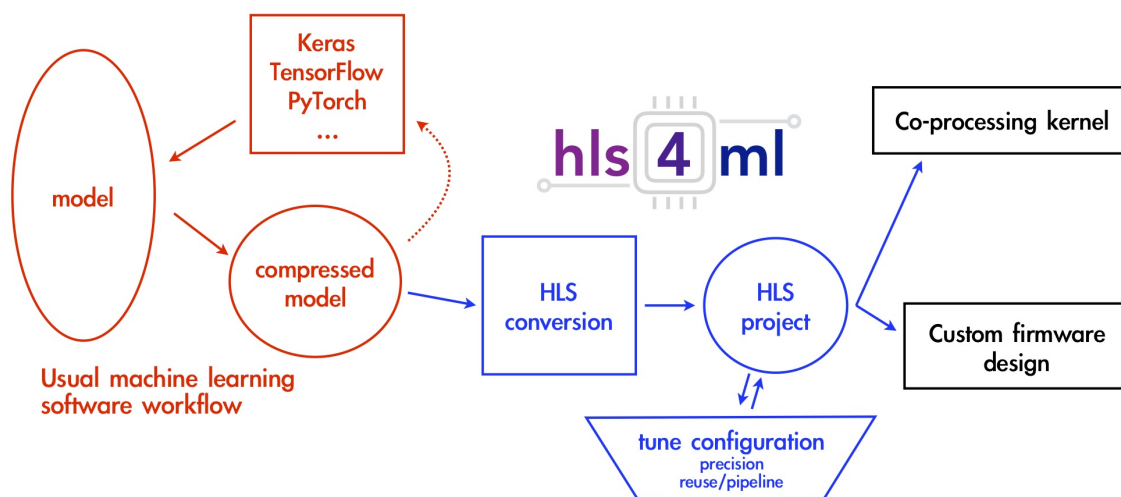 Keras
TensorFlow
PyTorch
...
model
compressed
model
Usual machine learning
software workflow
hls 4 ml
HLS
conversion
HLS
project
tune configuration
precision
reuse/pipeline
Co-processing kernel
Custom firmware
design